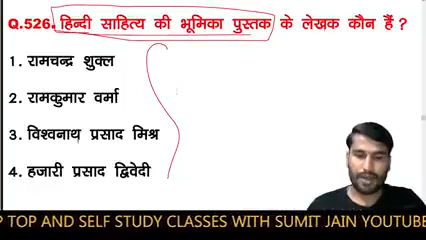 Q.526. हिन्दी साहित्य की भूमिका पुस्तक के लेखक कौन हैं ?
1. रामचन्द्र शुक्ल
2. रामकुमार वर्मा
3. विश्वनाथ प्रसाद मिश्र
4. हजारी प्रसाद द्विवेदी
P TOP AND SELF STUDY CLASSES WITH SUMIT JAIN YOUTUBE